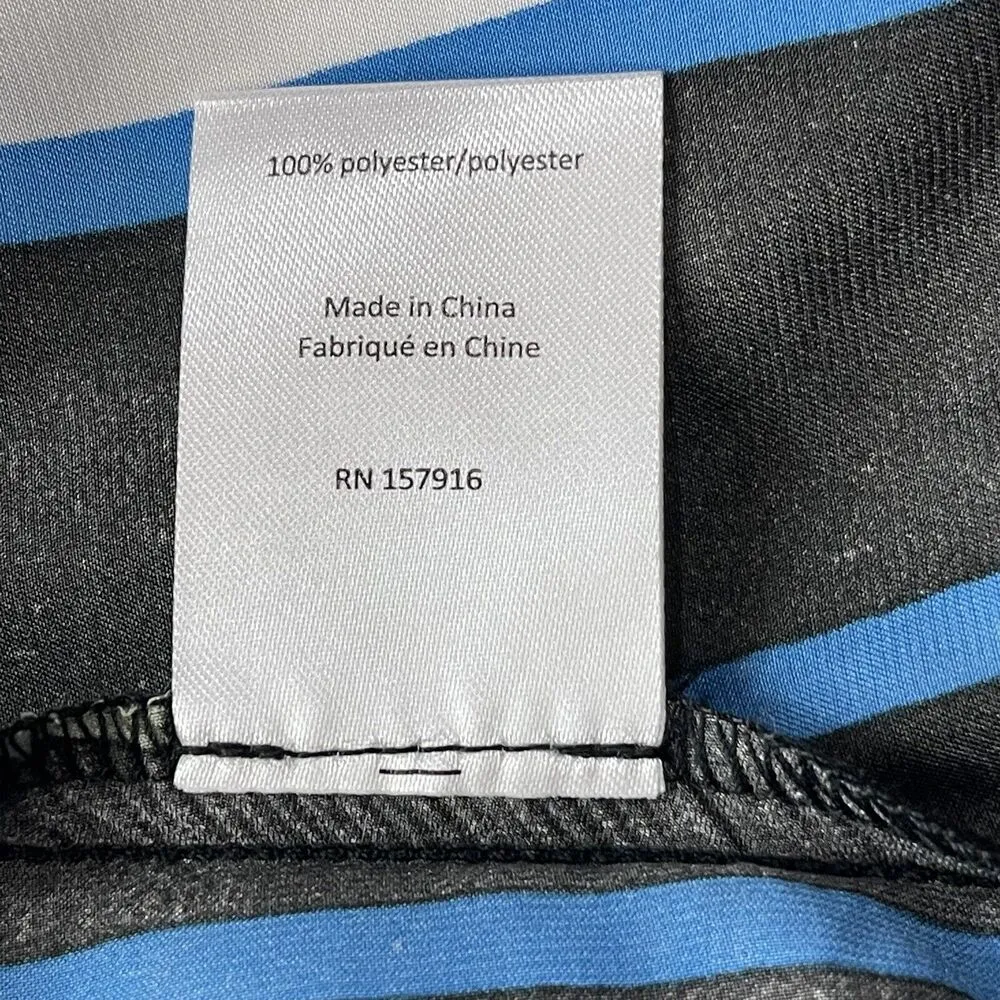 100% polyester/polyester
Made in China
Fabriqué en Chine
RN 157916